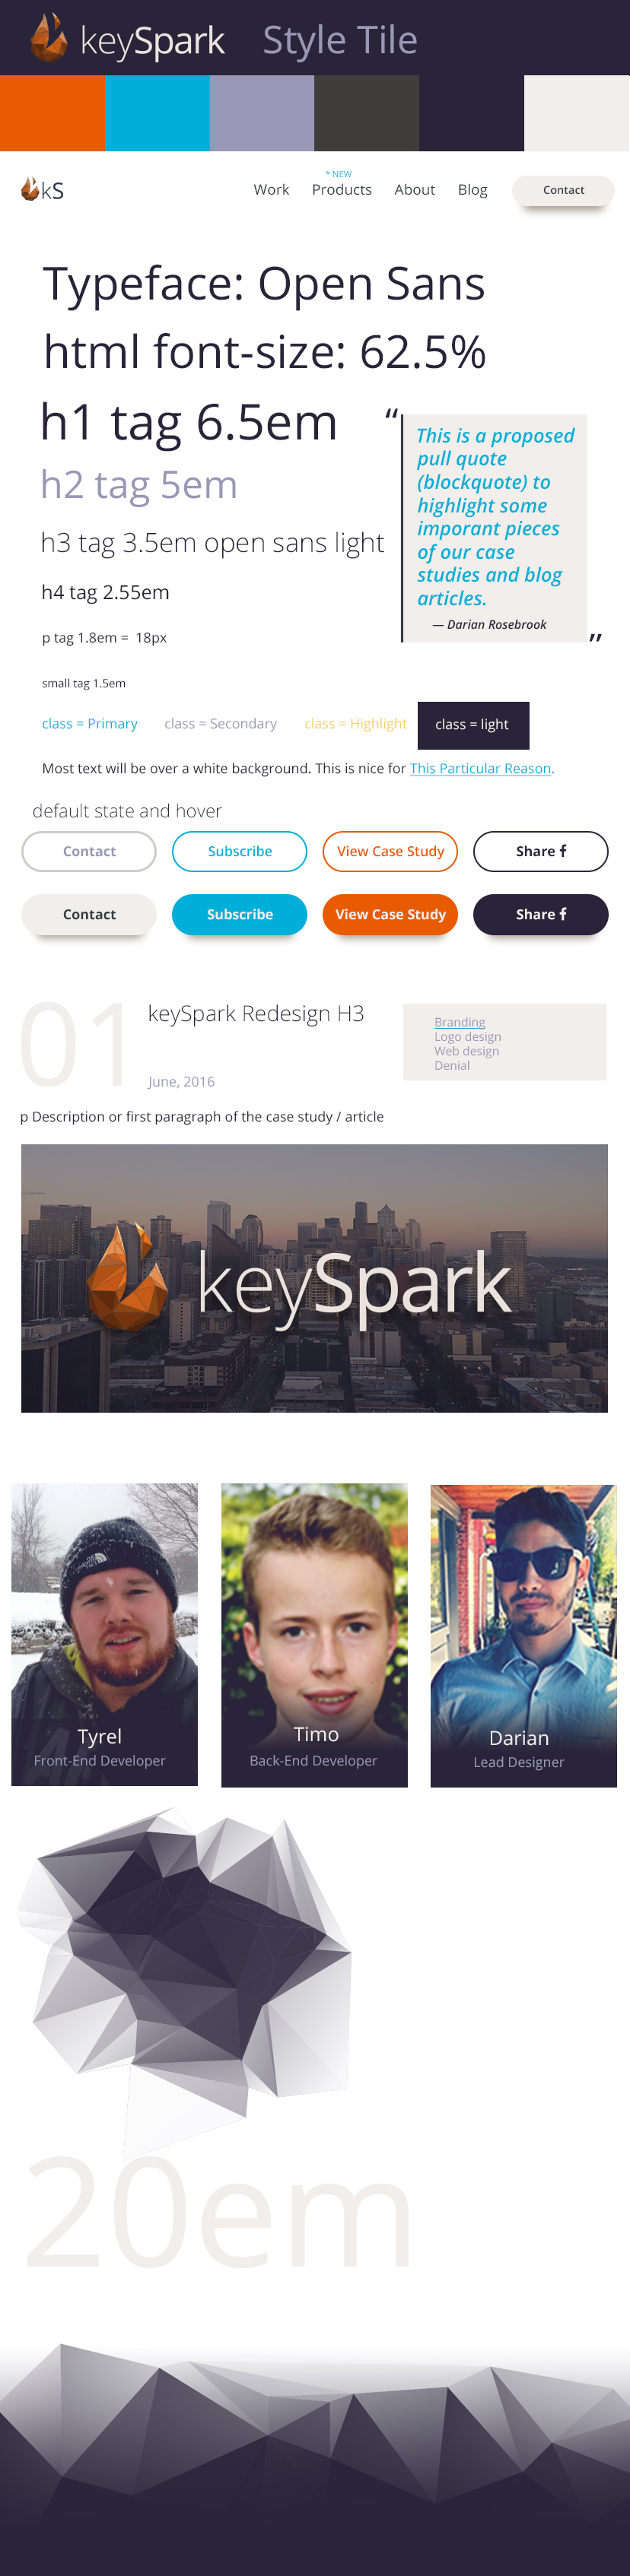 keySpark Style Tile
kS
* NEW
Work Products About Blog Contact
Typeface: Open Sans
html font-size: 62.5%
h1 tag 6.5em
h2 tag 5em
h3 tag 3.5em open sans light
h4 tag 2.55em
p tag 1.8em = 18px
small tag 1.5em
“
This is a proposed
pull quote
(blockquote) to
highlight some
imporant pieces
of our case
studies and blog
articles.
— Darian Rosebrook
”
class = Primary class = Secondary class = Highlight class = light
Most text will be over a white background. This is nice for This Particular Reason.
default state and hover
Contact Subscribe View Case Study Share f
Contact Subscribe View Case Study Share f
01 keySpark Redesign H3
June, 2016
Branding
Logo design
Web design
Denial
p Description or first paragraph of the case study / article
keySpark
Tyrel
Front-End Developer
Timo
Back-End Developer
Darian
Lead Designer
20em